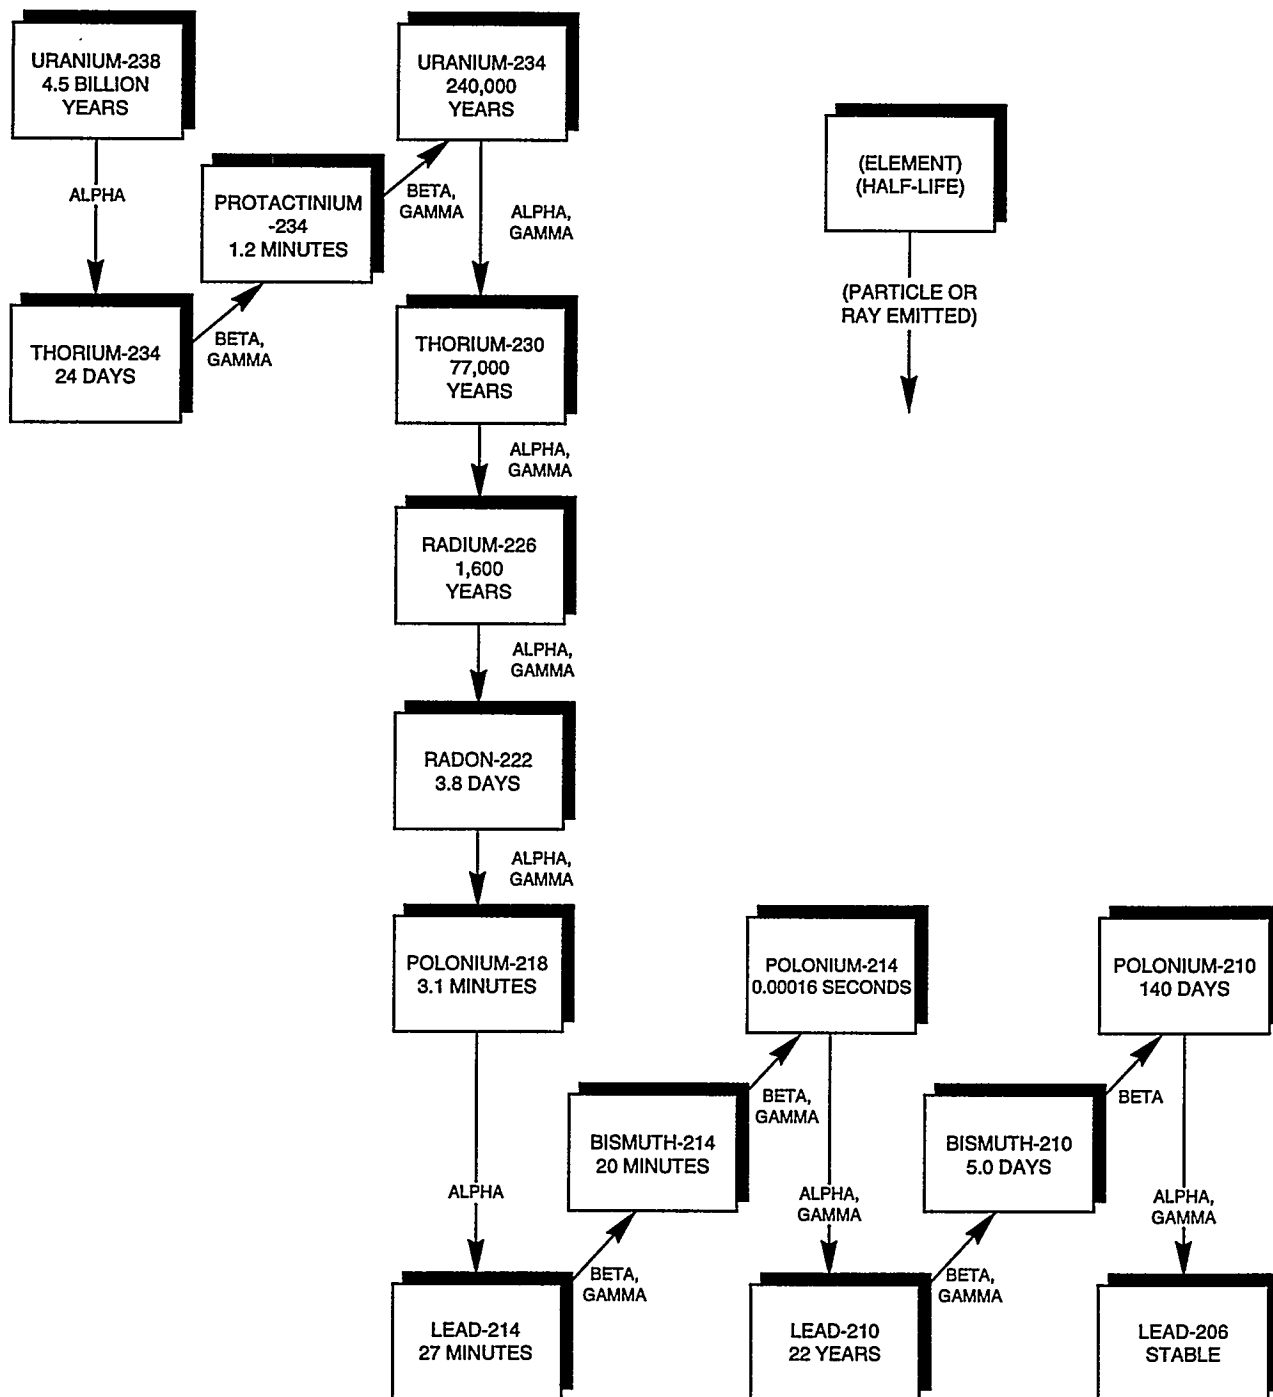 URANIUM-238
4.5 BILLION
YEARS
ALPHA
THORIUM-234
24 DAYS
BETA,
GAMMA
PROTACTINIUM
-234
1.2 MINUTES
BETA,
GAMMA
URANIUM-234
240,000
YEARS
ALPHA,
GAMMA
THORIUM-230
77,000
YEARS
ALPHA,
GAMMA
RADIUM-226
1,600
YEARS
ALPHA,
GAMMA
RADON-222
3.8 DAYS
ALPHA,
GAMMA
POLONIUM-218
3.1 MINUTES
ALPHA
LEAD-214
27 MINUTES
BETA,
GAMMA
BISMUTH-214
20 MINUTES
BETA,
GAMMA
POLONIUM-214
0.00016 SECONDS
ALPHA,
GAMMA
LEAD-210
22 YEARS
BETA,
GAMMA
BISMUTH-210
5.0 DAYS
BETA
POLONIUM-210
140 DAYS
ALPHA,
GAMMA
LEAD-206
STABLE
(ELEMENT)
(HALF-LIFE)
(PARTICLE OR
RAY EMITTED)